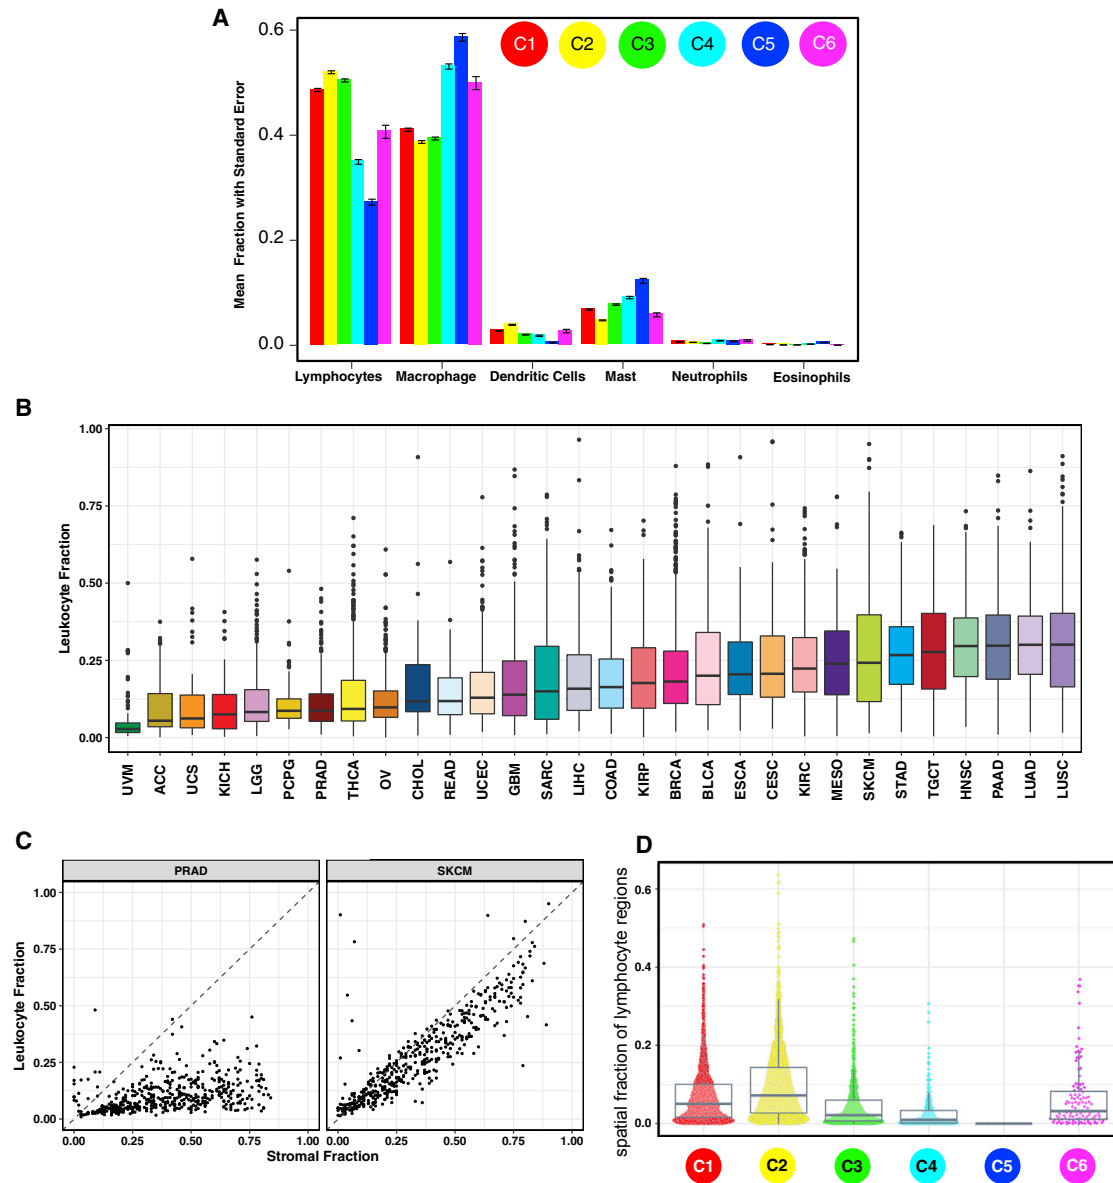 A
C1 C2 C3 C4 C5 C6
Mean Fraction with Standard Error
0.6
0.4
0.2
0.0
Lymphocytes Macrophage Dendritic Cells Mast Neutrophils Eosinophils
B
Leukocyte Fraction
1.00
0.75
0.50
0.25
0.00
UVM ACC UCS KICH LGG PCPG PRAD THCA OV CHOL READ UCEC GBM SARC LIHC COAD KIRP BRCA BLCA ESCA CESC KIRC MESO SKCM STAD TGCT HNSC PAAD LUAD LUSC
C
PRAD SKCM
Leukocyte Fraction
1.00
0.75
0.50
0.25
0.00
0.00 0.25 0.50 0.75 1.00 0.00 0.25 0.50 0.75 1.00
Stromal Fraction
D
spatial fraction of lymphocyte regions
0.6
0.4
0.2
0.0
C1 C2 C3 C4 C5 C6